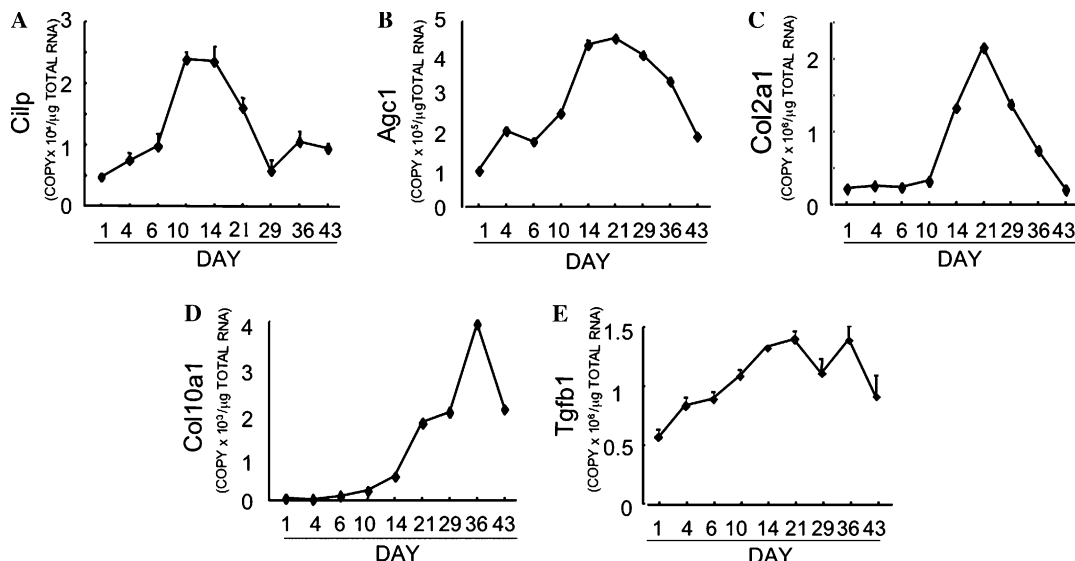 A
Cilp
(COPY x 10⁴/µg TOTAL RNA)
3
2
1
0
1 4 6 10 14 21 29 36 43
DAY
B
Agc1
(COPY x 10⁵/µg TOTAL RNA)
5
4
3
2
1
0
1 4 6 10 14 21 29 36 43
DAY
C
Col2a1
(COPY x 10⁶/µg TOTAL RNA)
2
1
0
1 4 6 10 14 21 29 36 43
DAY
D
Col10a1
(COPY x 10³/µg TOTAL RNA)
4
3
2
1
0
1 4 6 10 14 21 29 36 43
DAY
E
Tgfb1
(COPY x 10⁶/µg TOTAL RNA)
1.5
1
0.5
0
1 4 6 10 14 21 29 36 43
DAY